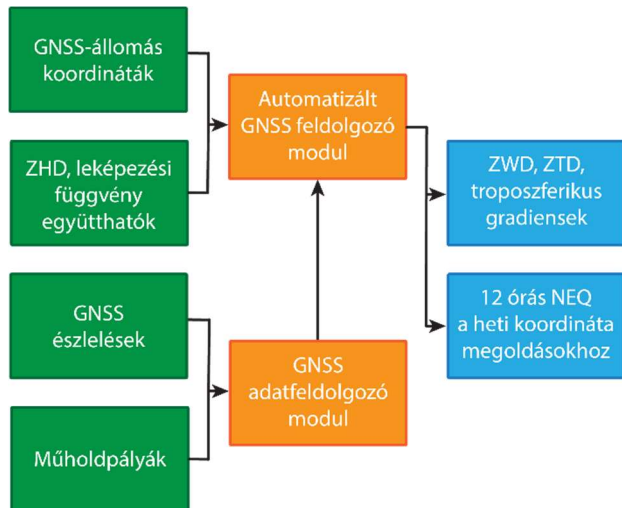 GNSS-állomás
koordináták
ZHD, leképezési
függvény
együtthatók
GNSS
észlelések
Műholdpályák
Automatizált
GNSS feldolgozó
modul
GNSS
adatfeldolgozó
modul
ZWD, ZTD,
troposzferikus
gradiensek
12 órás NEQ
a heti koordináta
megoldásokhoz